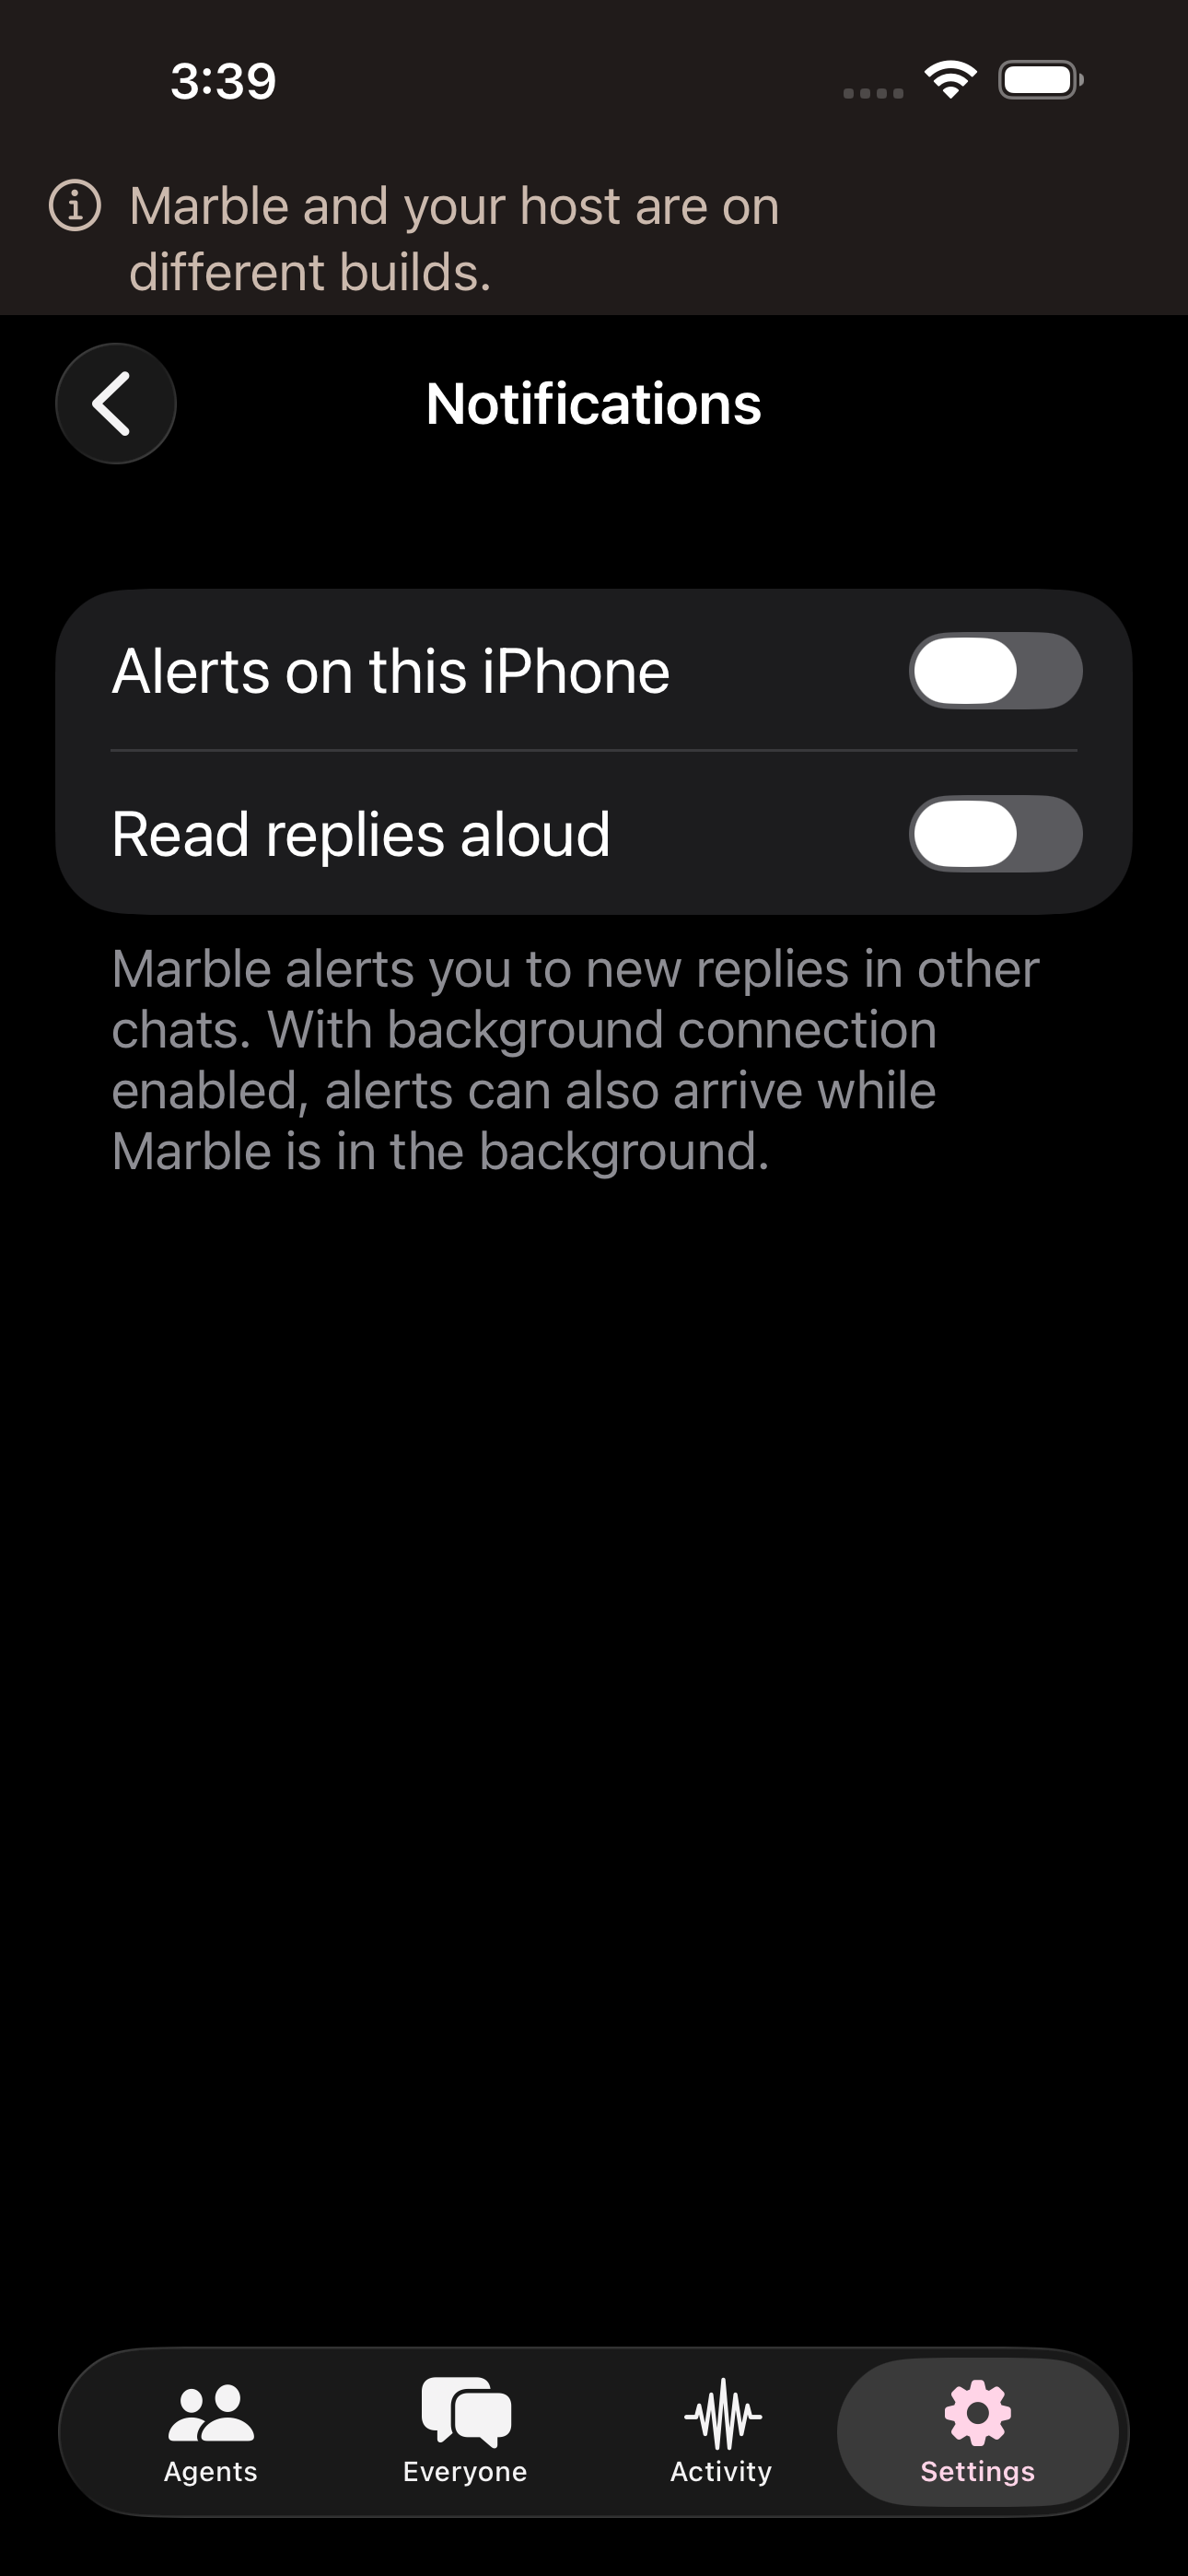 3:39
Marble and your host are on
different builds.
Notifications
Alerts on this iPhone
Read replies aloud
Marble alerts you to new replies in other
chats. With background connection
enabled, alerts can also arrive while
Marble is in the background.
Agents
Everyone
Activity
Settings